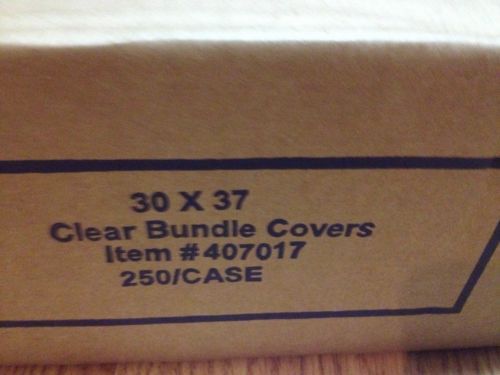 30 X 37
Clear Bundle Covers
Item #407017
250/CASE